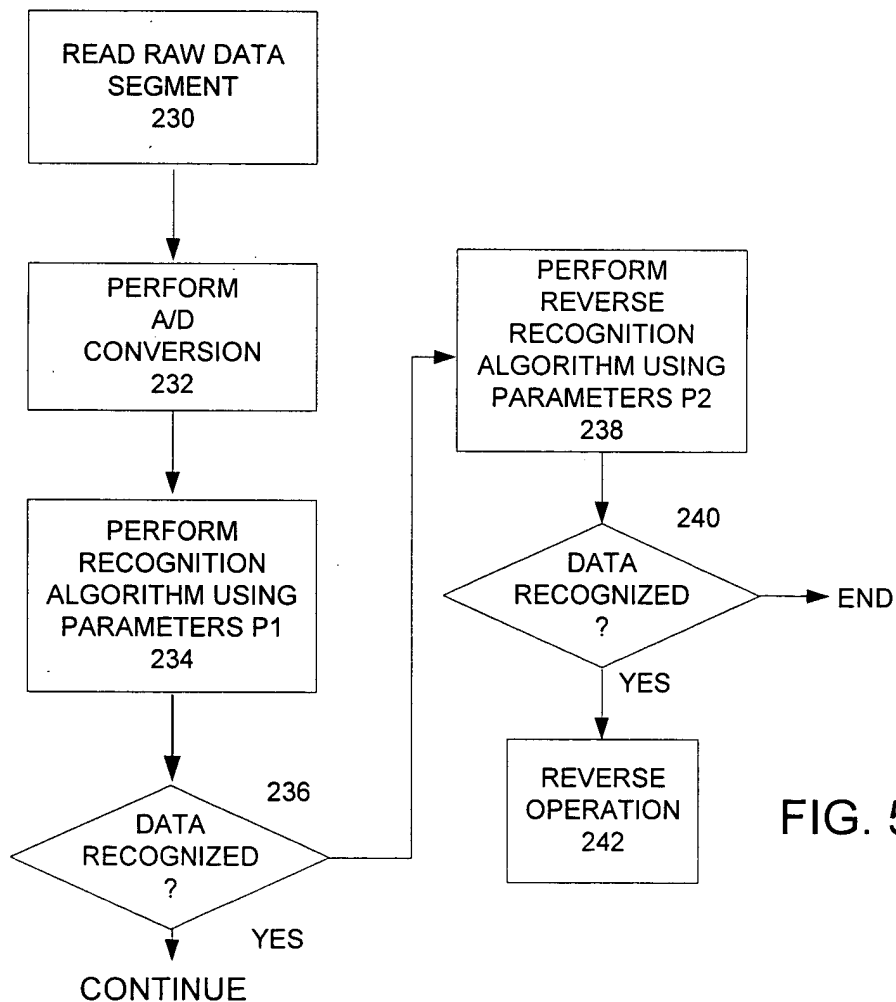 READ RAW DATA
SEGMENT
230
PERFORM
A/D
CONVERSION
232
PERFORM
RECOGNITION
ALGORITHM USING
PARAMETERS P1
234
236
DATA
RECOGNIZED
?
YES
CONTINUE
PERFORM
REVERSE
RECOGNITION
ALGORITHM USING
PARAMETERS P2
238
240
DATA
RECOGNIZED
?
END
YES
REVERSE
OPERATION
242
FIG. 5